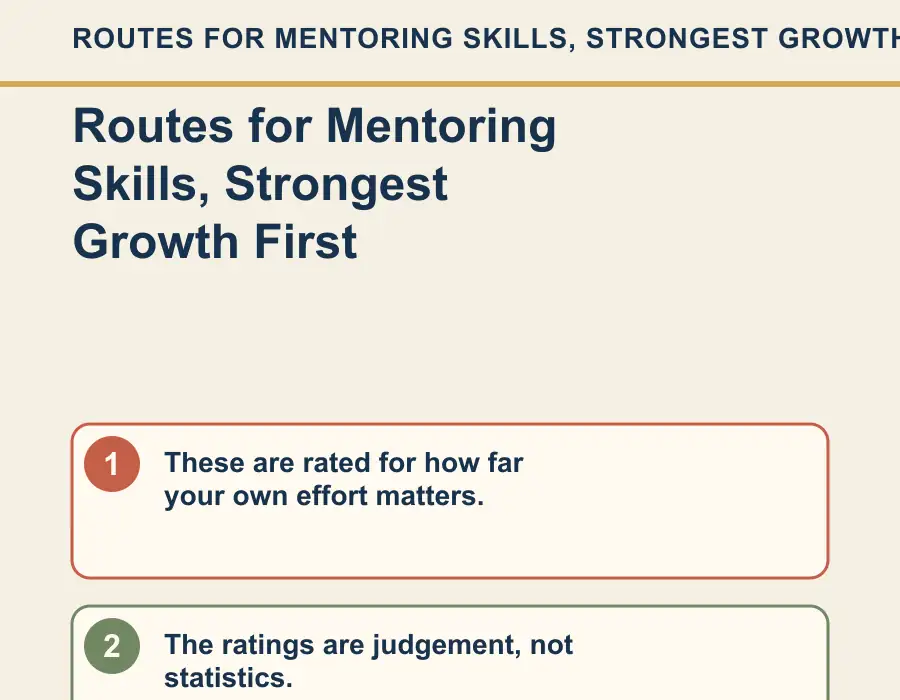 ROUTES FOR MENTORING SKILLS, STRONGEST GROWTH
Routes for Mentoring
Skills, Strongest
Growth First
1
These are rated for how far
your own effort matters.
2
The ratings are judgement, not
statistics.